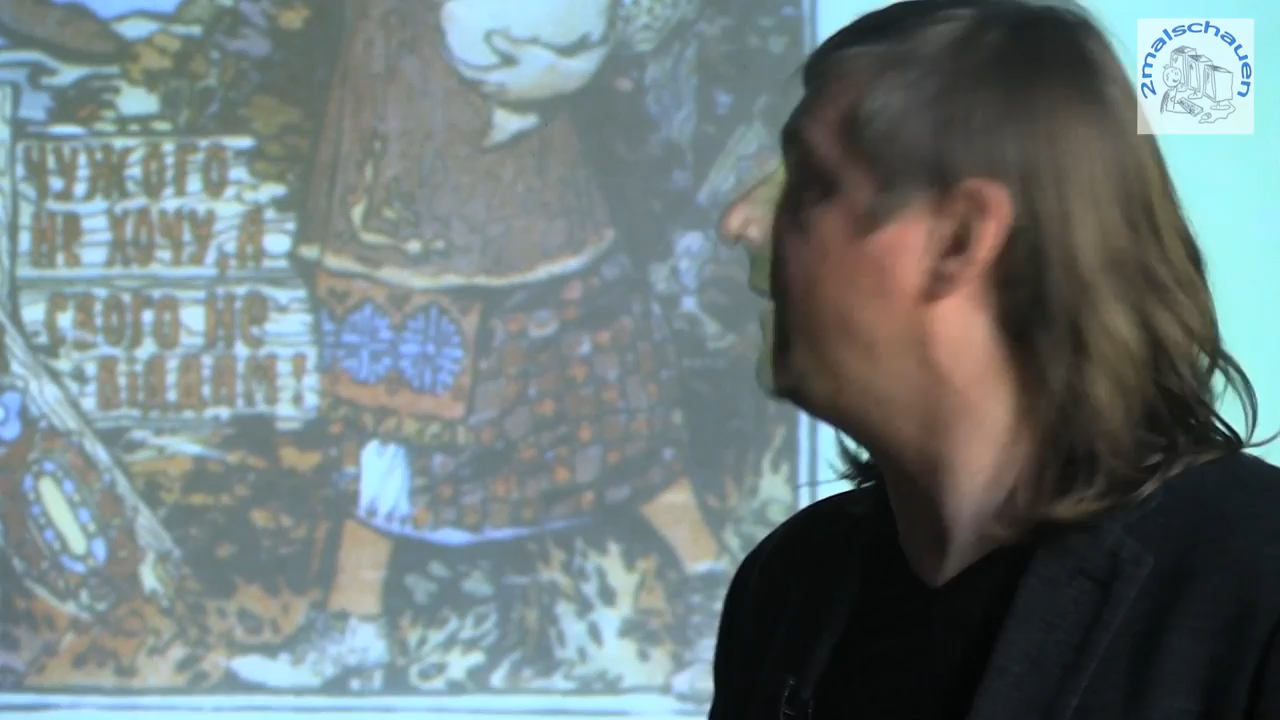 ЧУЖОГО
НЕ ХОЧУ, А
СВОГО НЕ
ВІДДАМ!
2malschauen